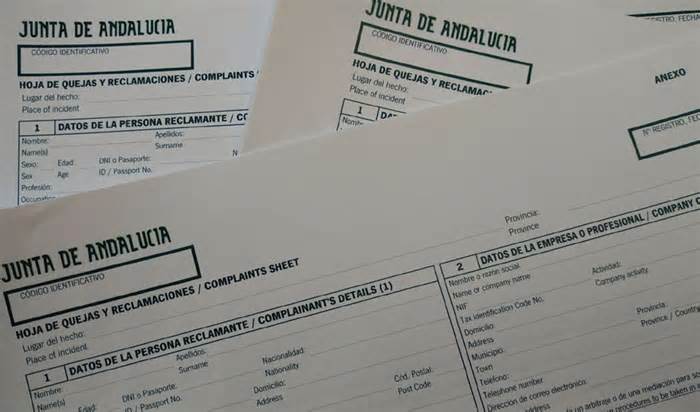 JUNTA DE ANDALUCIA
CÓDIGO IDENTIFICATIVO
HOJA DE QUEJAS Y RECLAMACIONES / COMPLAINTS
Lugar del hecho:
Place of incident
1 DATOS DE LA PERSONA RECLAMANTE /
Nombre: Apellidos:
Name(s) Surname
Sexo: Edad DNI o Pasaporte:
Sex Age ID / Passport No.
Profesión:
JUNTA DE ANDALUCIA
CÓDIGO IDENTIFICATIVO
HOJA DE QUEJAS Y RECLAMAC
Lugar del hecho:
Place of incident
1
REGISTRO, FECHA
ANEXO
Nº REGISTRO, FEC
JUNTA DE ANDALUCIA
CÓDIGO IDENTIFICATIVO
HOJA DE QUEJAS Y RECLAMACIONES / COMPLAINTS SHEET
Lugar del hecho: Provincia:
Place of incident Province
1 DATOS DE LA PERSONA RECLAMANTE / COMPLAINANT'S DETAILS (1)
Nombre: Apellidos:
Name(s) Surname Nacionalidad:
Nationality
DNI o Pasaporte: Domicilio: Cód. Postal:
Address Post Code
2 DATOS DE LA EMPRESA O PROFESIONAL / COMPANY
Nombre o razón social: Actividad:
Name or company name Company activity
NIF
Tax identification Code No.
Domicilio: Provincia:
Address Province / Country
Municipio:
Town
Teléfono:
Telephone number
Dirección de correo electrónico: